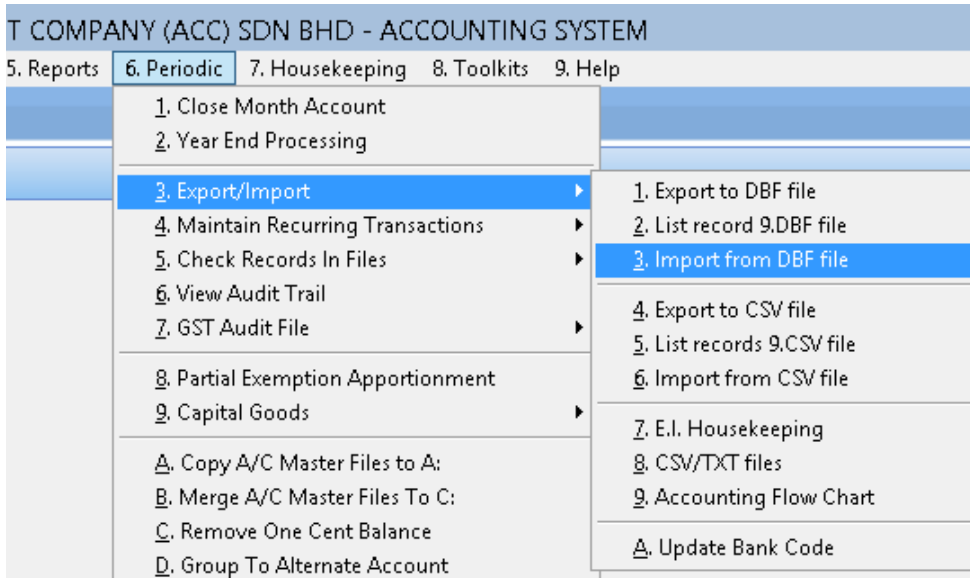 T COMPANY (ACC) SDN BHD - ACCOUNTING SYSTEM
5. Reports 6. Periodic 7. Housekeeping 8. Toolkits 9. Help
1. Close Month Account
2. Year End Processing
3. Export/Import
4. Maintain Recurring Transactions
5. Check Records In Files
6. View Audit Trail
7. GST Audit File
8. Partial Exemption Apportionment
9. Capital Goods
A. Copy A/C Master Files to A:
B. Merge A/C Master Files To C:
C. Remove One Cent Balance
D. Group To Alternate Account
1. Export to DBF file
2. List record 9.DBF file
3. Import from DBF file
4. Export to CSV file
5. List records 9.CSV file
6. Import from CSV file
7. E.I. Housekeeping
8. CSV/TXT files
9. Accounting Flow Chart
A. Update Bank Code